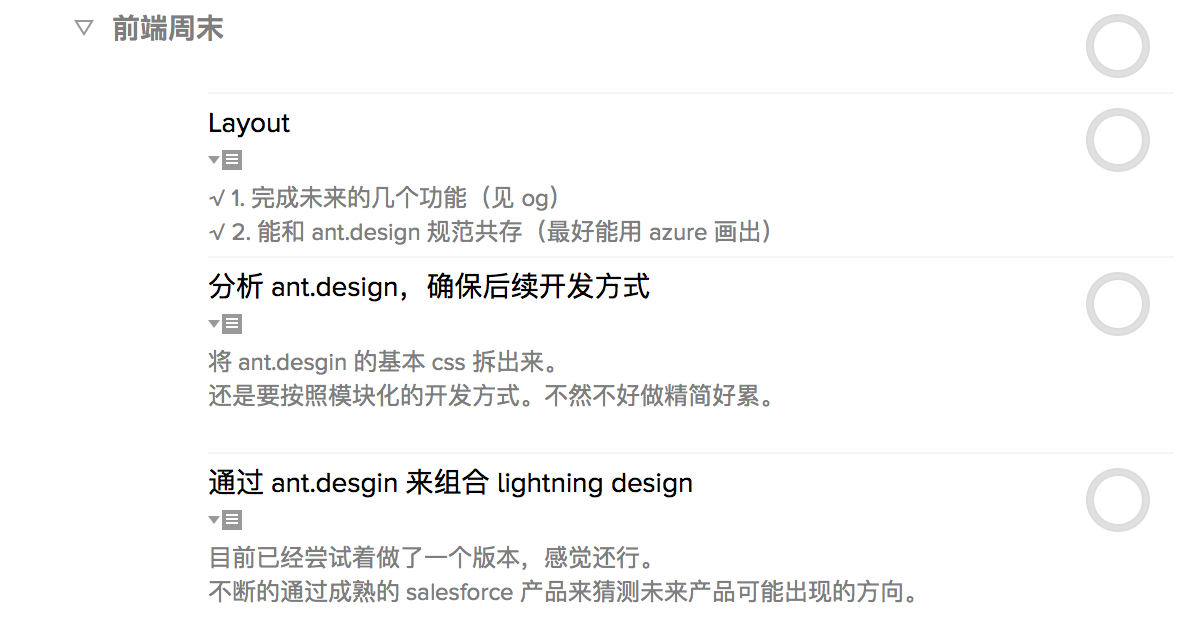 前端周末
Layout
√ 1. 完成未来的几个功能（见 og）
√ 2. 能和 ant.design 规范共存（最好能用 azure 画出）
分析 ant.design，确保后续开发方式
将 ant.desgin 的基本 css 拆出来。
还是要按照模块化的开发方式。不然不好做精简好累。
通过 ant.desgin 来组合 lightning design
目前已经尝试着做了一个版本，感觉还行。
不断的通过成熟的 salesforce 产品来猜测未来产品可能出现的方向。